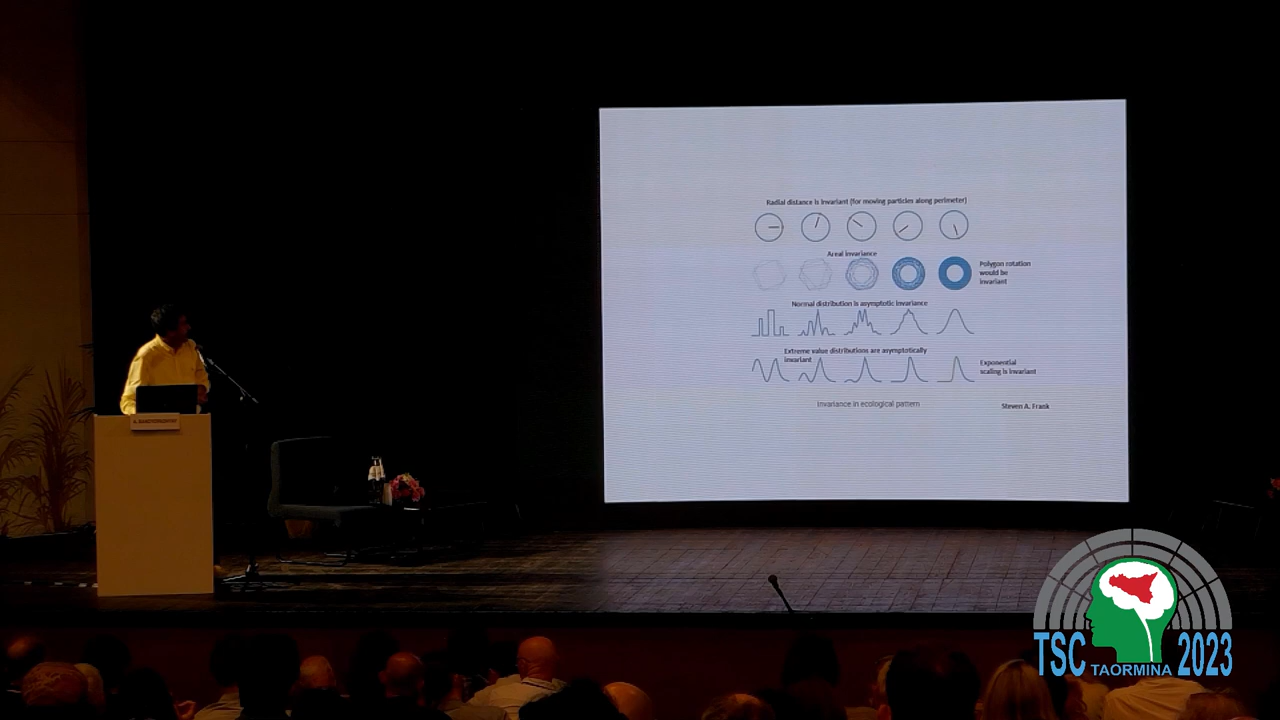 Radial distance is invariant (for moving particles along perimeter)
Areal invariance
Polygon rotation
would be
invariant
Normal distribution is asymptotic invariance
Extreme value distributions are asymptotically
invariant
Exponential
scaling is invariant
Invariance in ecological pattern
Steven A. Frank
TSC TAORMINA 2023